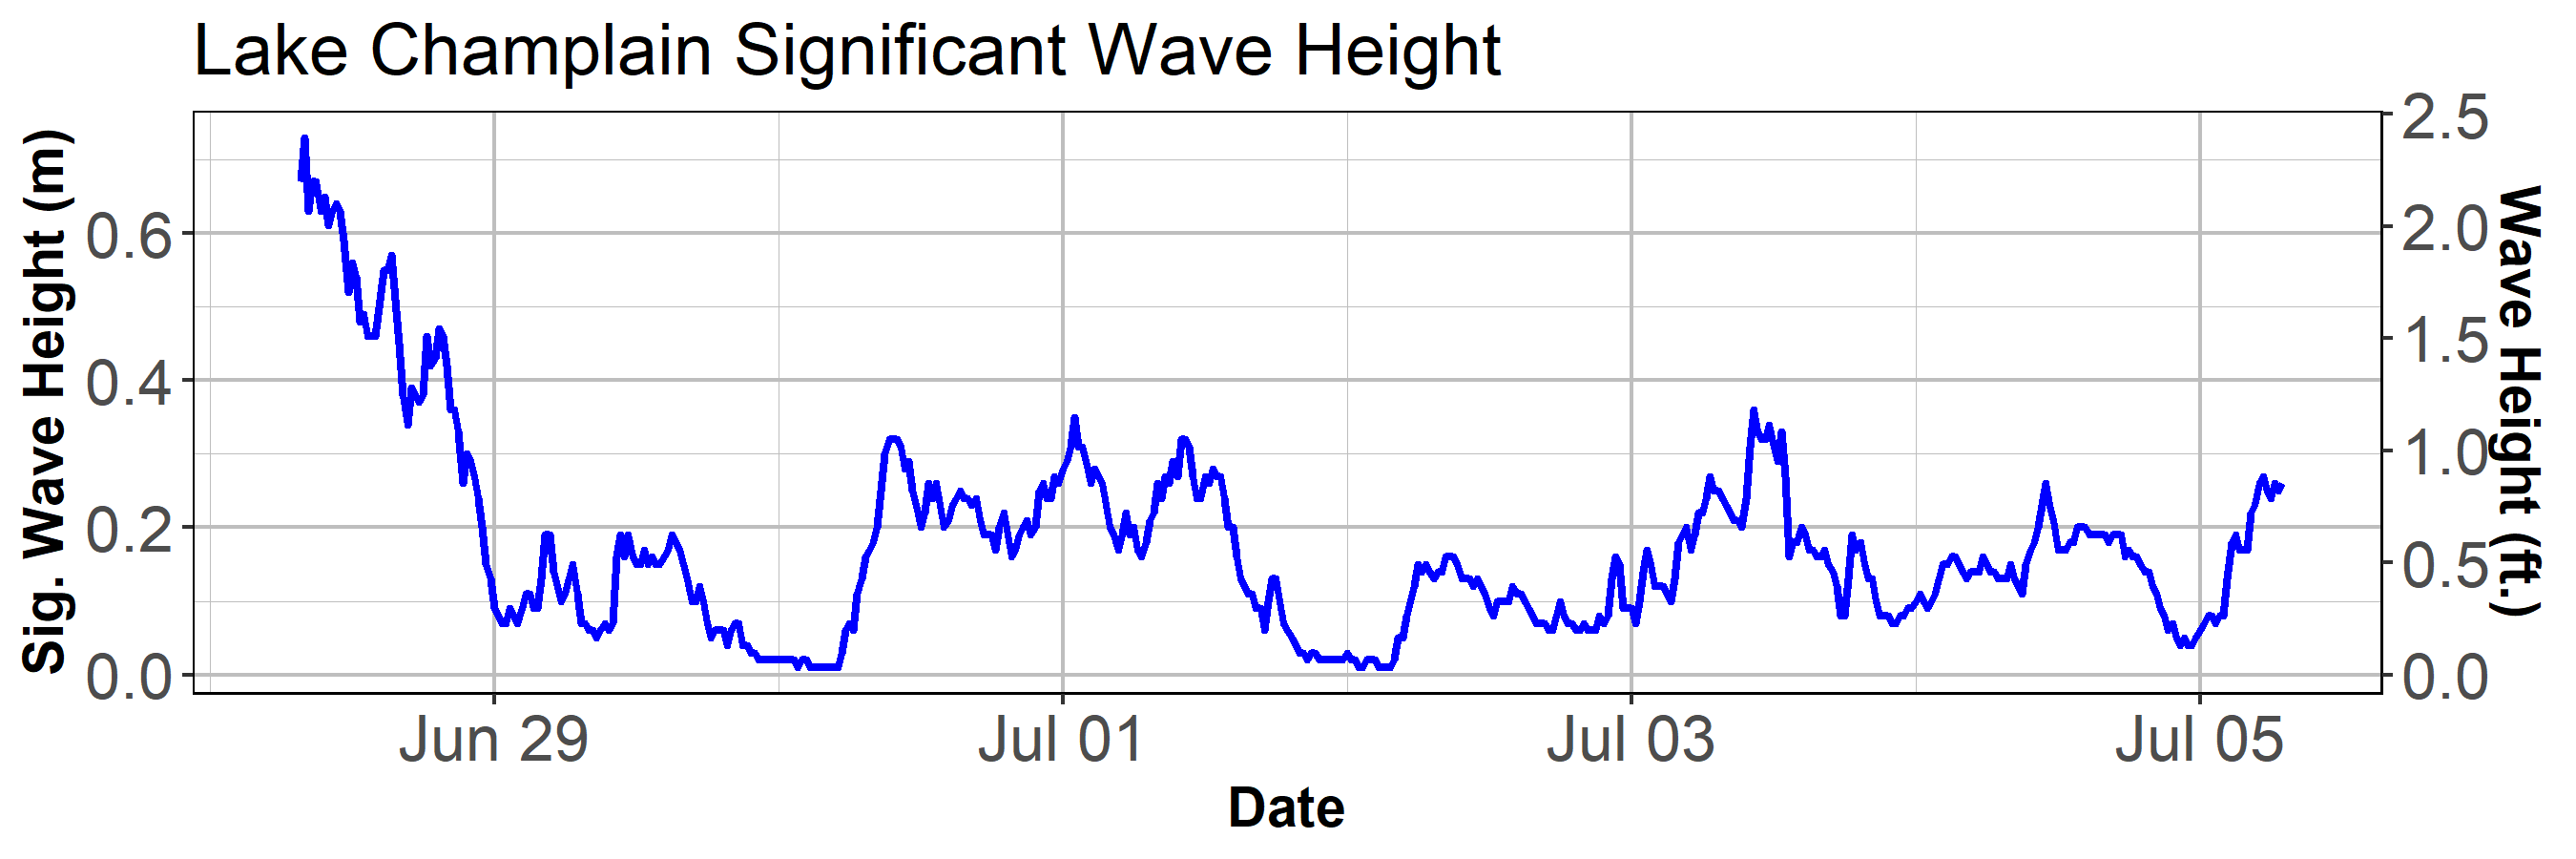 Lake Champlain Significant Wave Height
Sig. Wave Height (m)
0.6
0.4
0.2
0.0
2.5
2.0
1.5
1.0
0.5
0.0
Wave Height (ft.)
Jun 29
Jul 01
Jul 03
Jul 05
Date